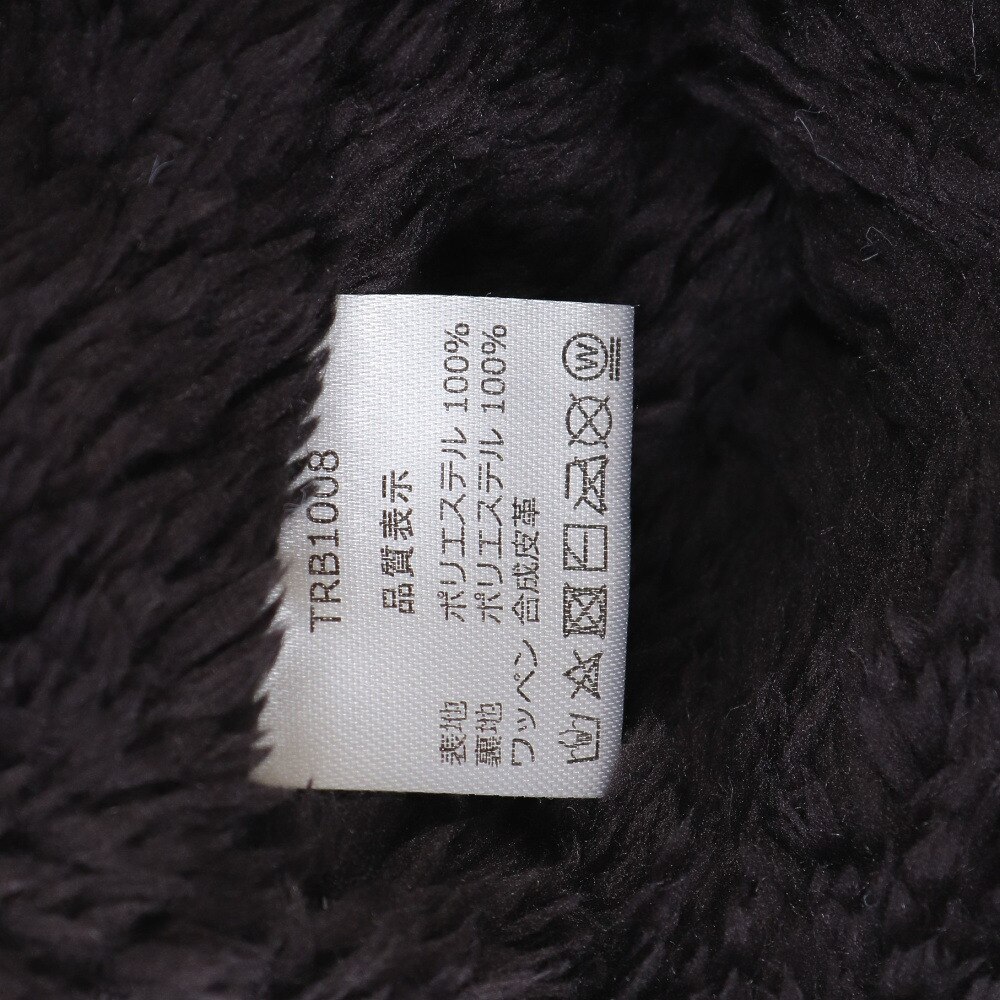 TRB1008
品質表示
表地 ポリエステル 100%
裏地 ポリエステル 100%
ワッペン 合成皮革
W